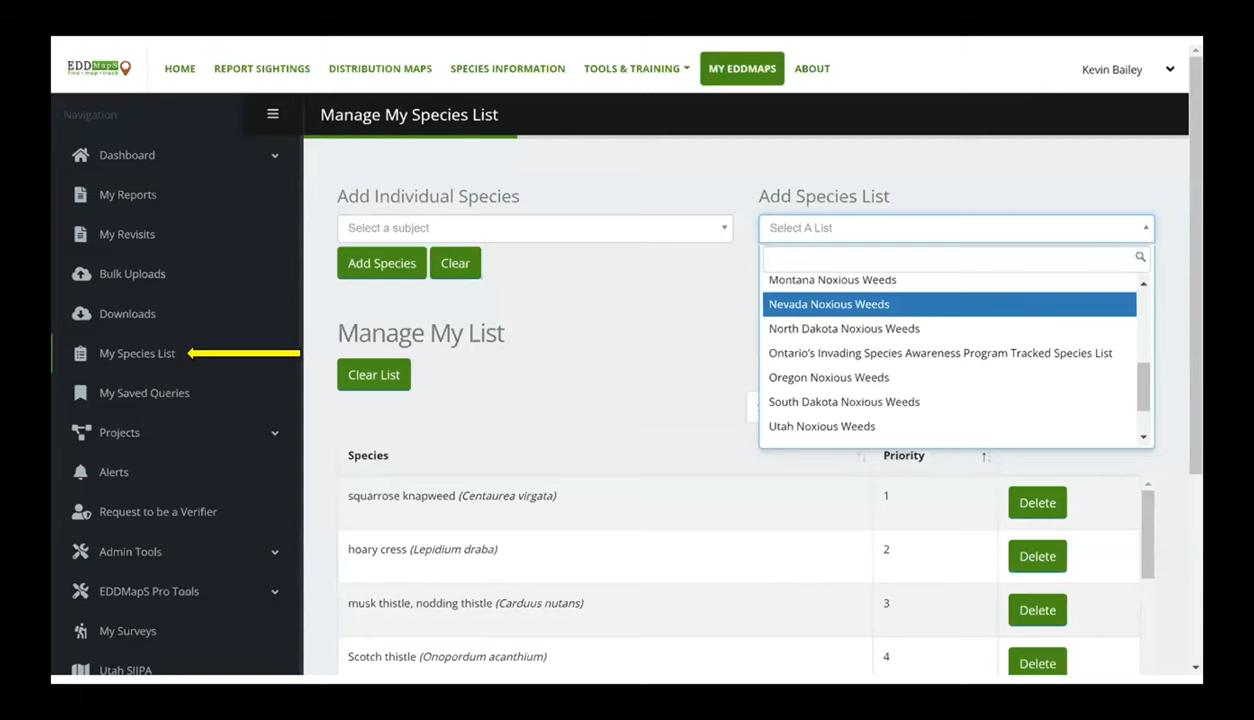 EDDMapS
find • map • track
HOME
REPORT SIGHTINGS
DISTRIBUTION MAPS
SPECIES INFORMATION
TOOLS & TRAINING
MY EDDMAPS
ABOUT
Kevin Bailey
Navigation
Manage My Species List
Dashboard
My Reports
My Revisits
Bulk Uploads
Downloads
My Species List
My Saved Queries
Projects
Alerts
Request to be a Verifier
Admin Tools
EDDMapS Pro Tools
My Surveys
Utah SIIPA
Add Individual Species
Select a subject
Add Species
Clear
Add Species List
Select A List
Montana Noxious Weeds
Nevada Noxious Weeds
North Dakota Noxious Weeds
Ontario's Invading Species Awareness Program Tracked Species List
Oregon Noxious Weeds
South Dakota Noxious Weeds
Utah Noxious Weeds
Manage My List
Clear List
Species
Priority
squarrose knapweed (Centaurea virgata)
1
Delete
hoary cress (Lepidium draba)
2
Delete
musk thistle, nodding thistle (Carduus nutans)
3
Delete
Scotch thistle (Onopordum acanthium)
4
Delete